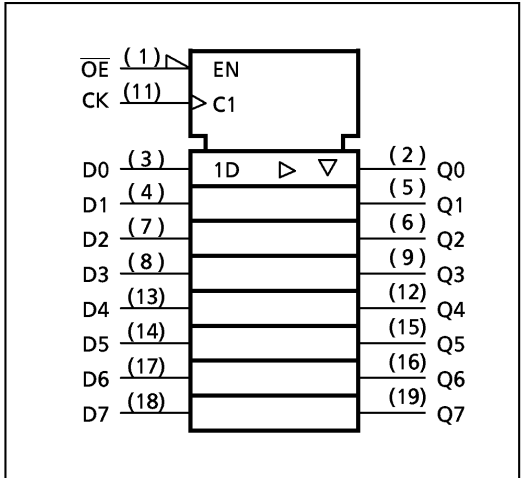 O̅E̅ (1) EN
CK (11) C1
D0 (3) 1D (2) Q0
D1 (4) (5) Q1
D2 (7) (6) Q2
D3 (8) (9) Q3
D4 (13) (12) Q4
D5 (14) (15) Q5
D6 (17) (16) Q6
D7 (18) (19) Q7